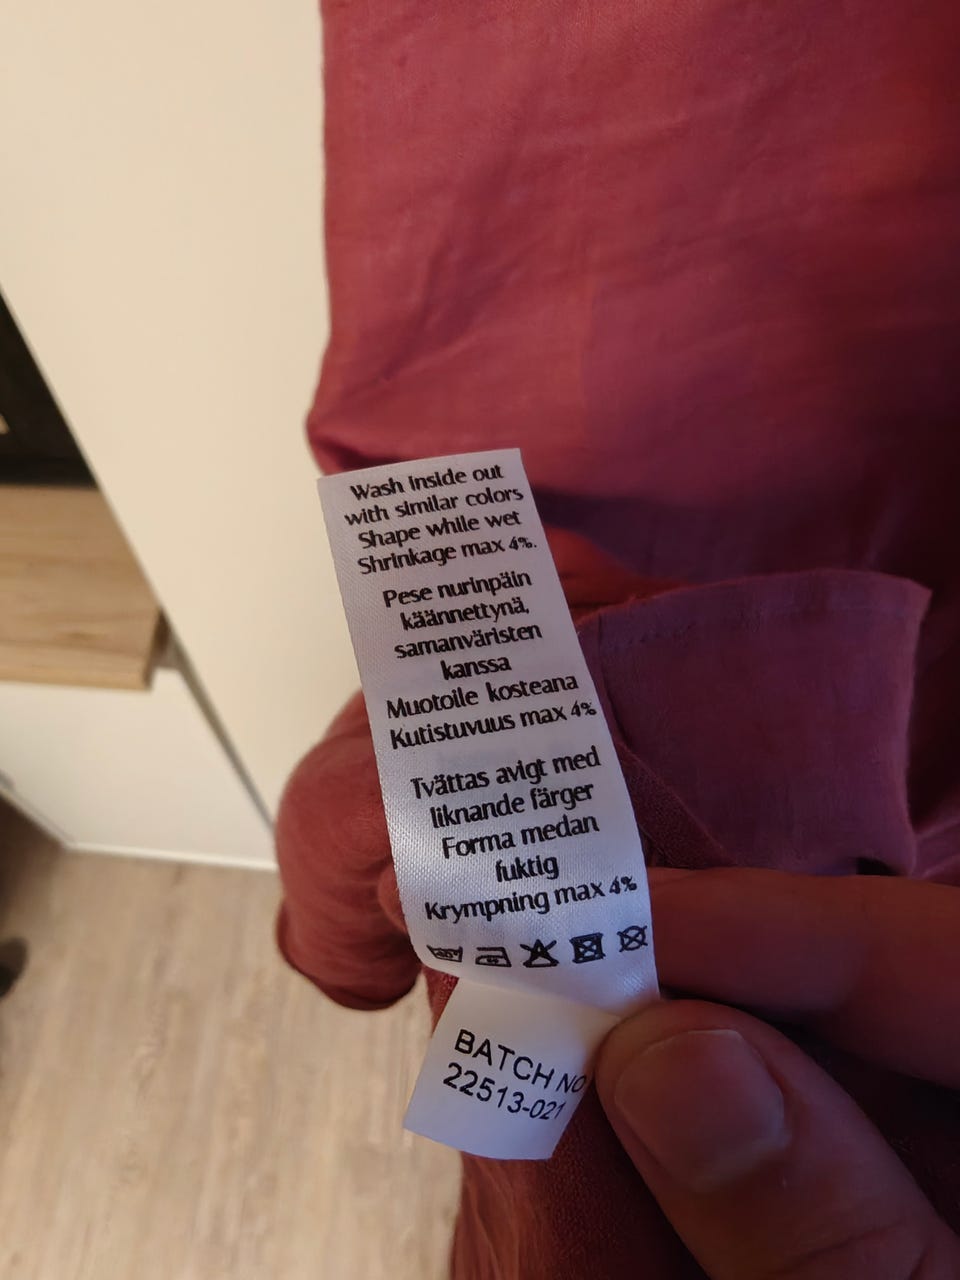 Wash inside out
with similar colors
Shape while wet
Shrinkage max 4%.
Pese nurinpäin
käännettynä,
samanväristen
kanssa
Muotoile kosteana
Kutistuvuus max 4%
Tvättas avigt med
liknande färger
Forma medan
fuktig
Krympning max 4%
BATCH NO
22513-021